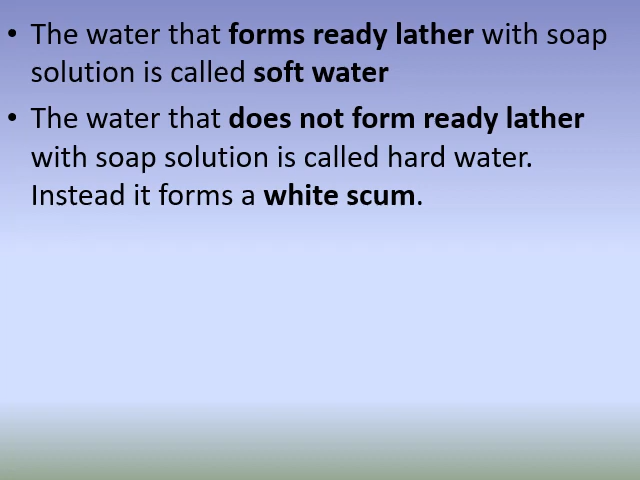 • The water that forms ready lather with soap
solution is called soft water
• The water that does not form ready lather
with soap solution is called hard water.
Instead it forms a white scum.